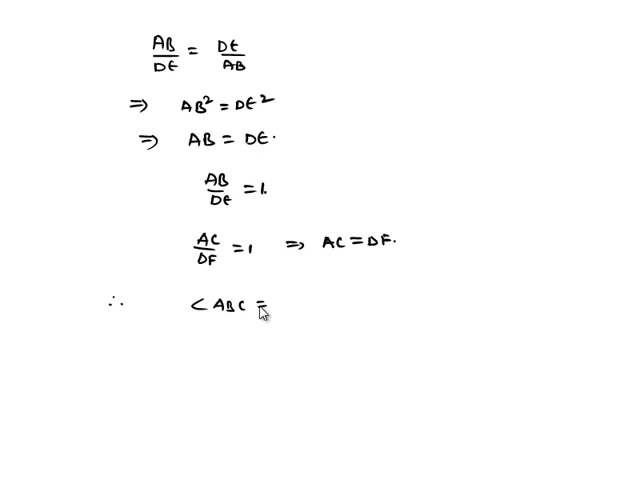 AB/DE = DE/AB
⇒ AB² = DE²
⇒ AB = DE.
AB/DE = 1.
AC/DF = 1 ⇒ AC = DF.
∴ < ABC =